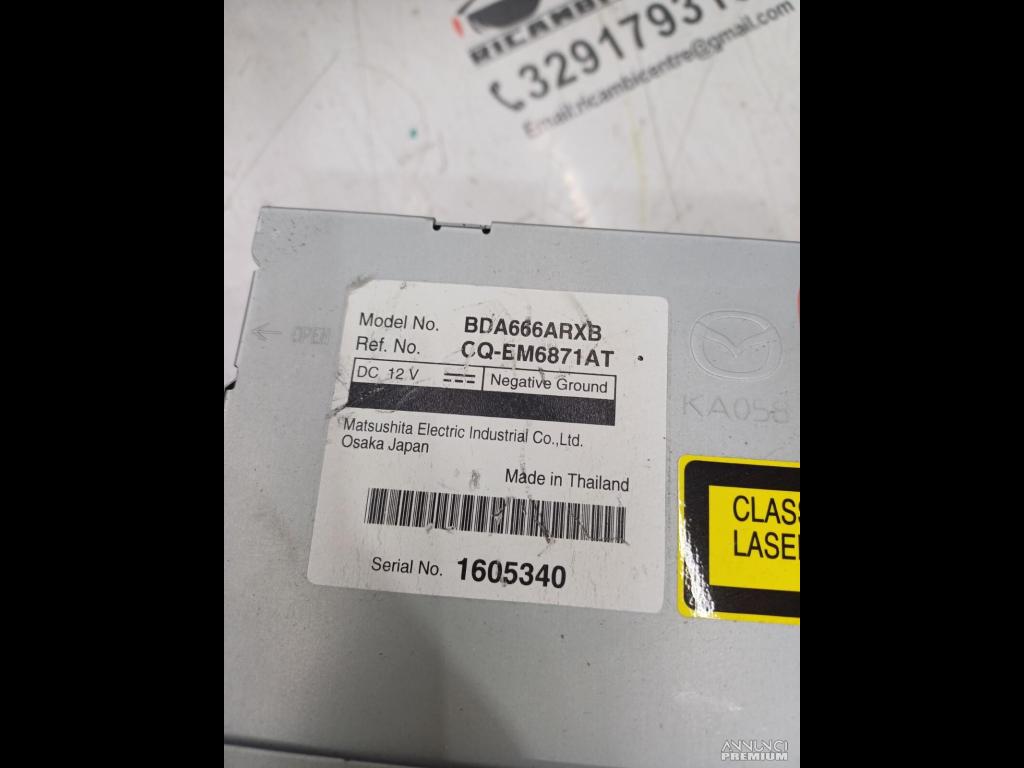 RICAMBI
Email:ricambicentre@gmail.com
OPEN
Model No. BDA666ARXB
Ref. No. CQ-EM6871AT
DC 12 V Negative Ground
Matsushita Electric Industrial Co.,Ltd.
Osaka Japan
Made in Thailand
Serial No. 1605340
KA058
CLASS
LASE
ANNUNCI
PREMIUM